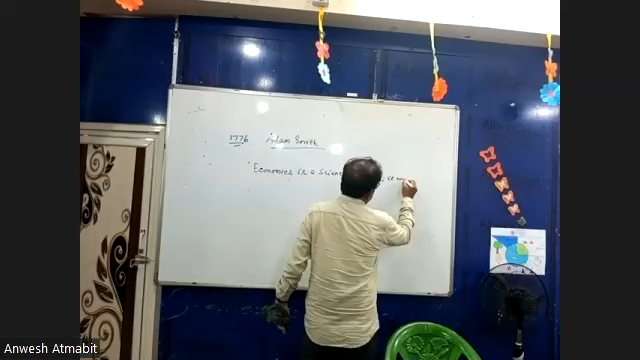 1776 Adam Smith
Economics is a Science
Anwesh Atmabit